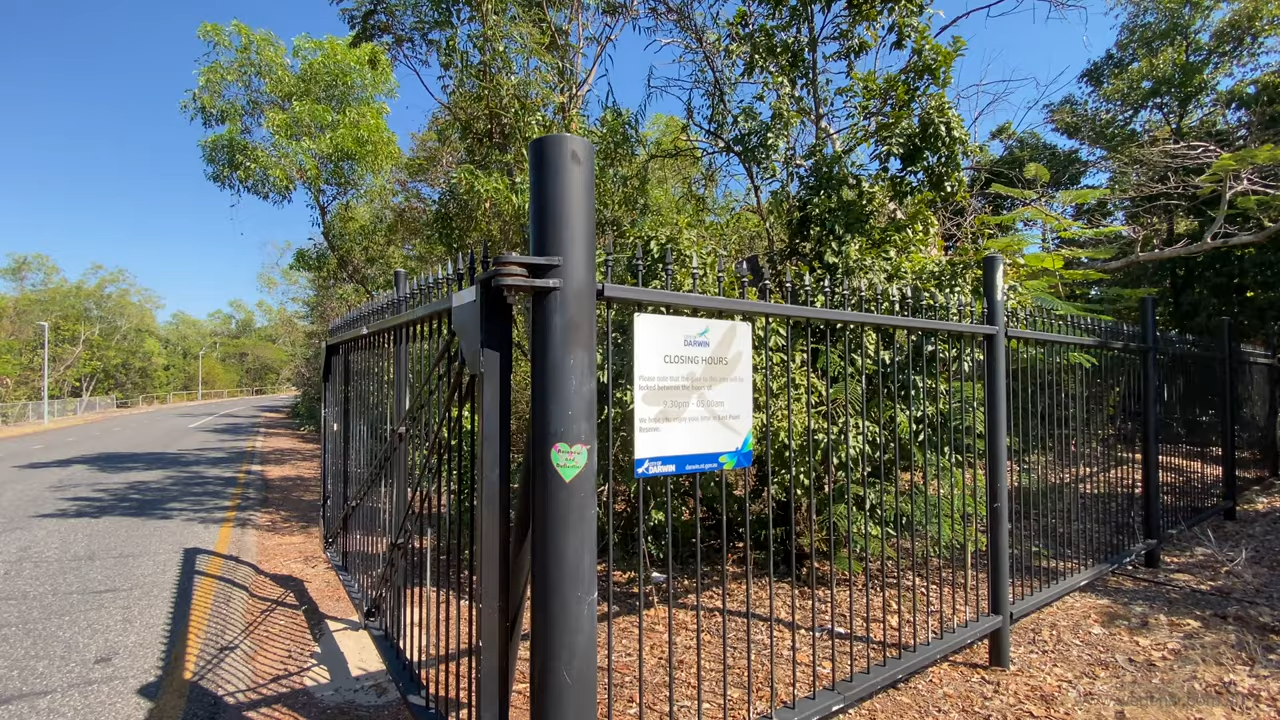 CITY OF
DARWIN
CLOSING HOURS
Please note that the gate to this area will be
locked between the hours of:
9:30pm - 05:00am
We hope you enjoy your time in East Point
Reserve.
CITY OF
DARWIN
darwin.nt.gov.au